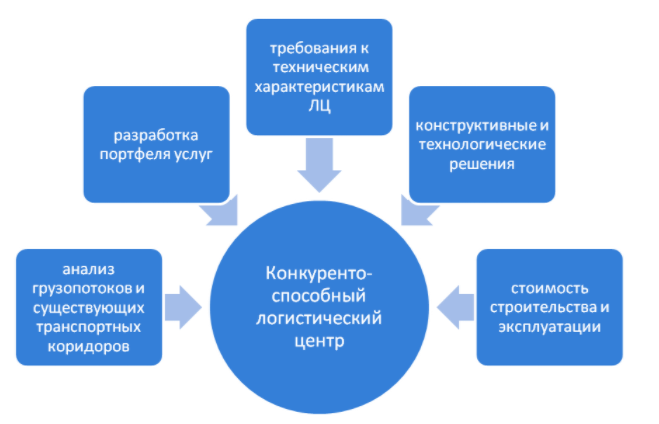 требования к
техническим
характеристикам
ЛЦ
разработка
портфеля услуг
конструктивные и
технологические
решения
анализ
грузопотоков и
существующих
транспортных
коридоров
Конкуренто-
способный
логистический
центр
стоимость
строительства и
эксплуатации